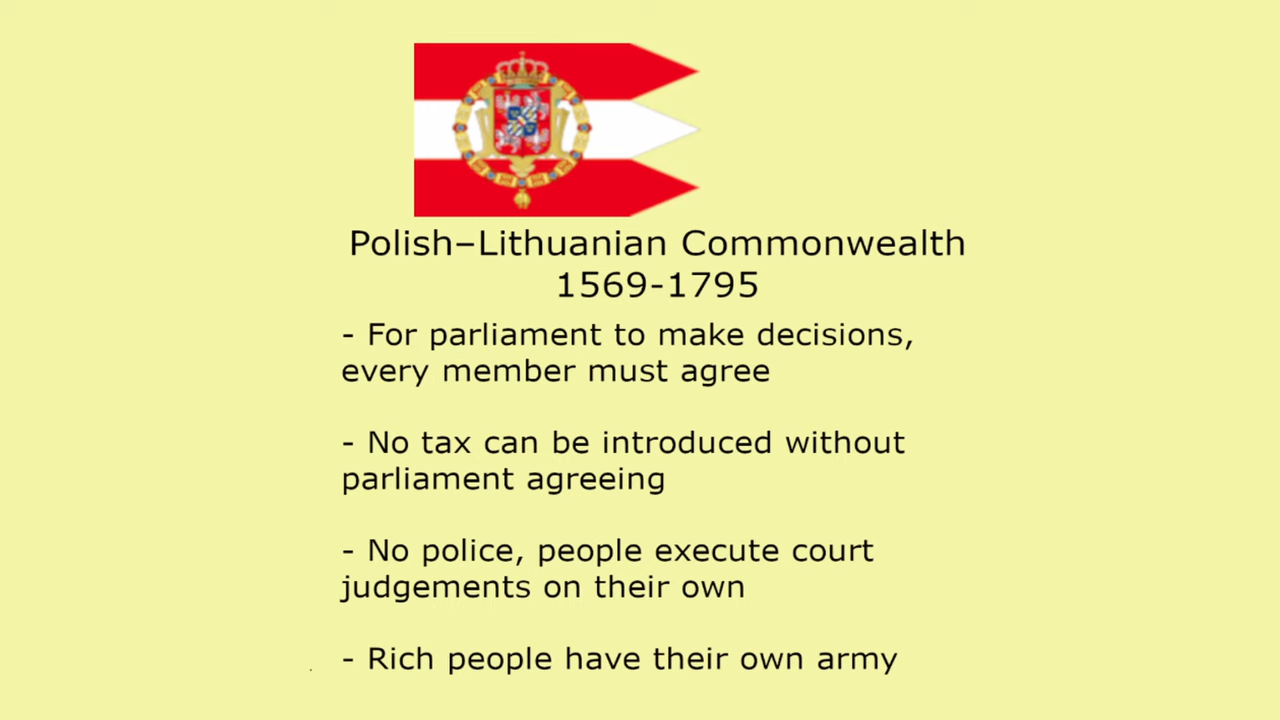 Polish–Lithuanian Commonwealth
1569-1795
- For parliament to make decisions,
every member must agree
- No tax can be introduced without
parliament agreeing
- No police, people execute court
judgements on their own
- Rich people have their own army